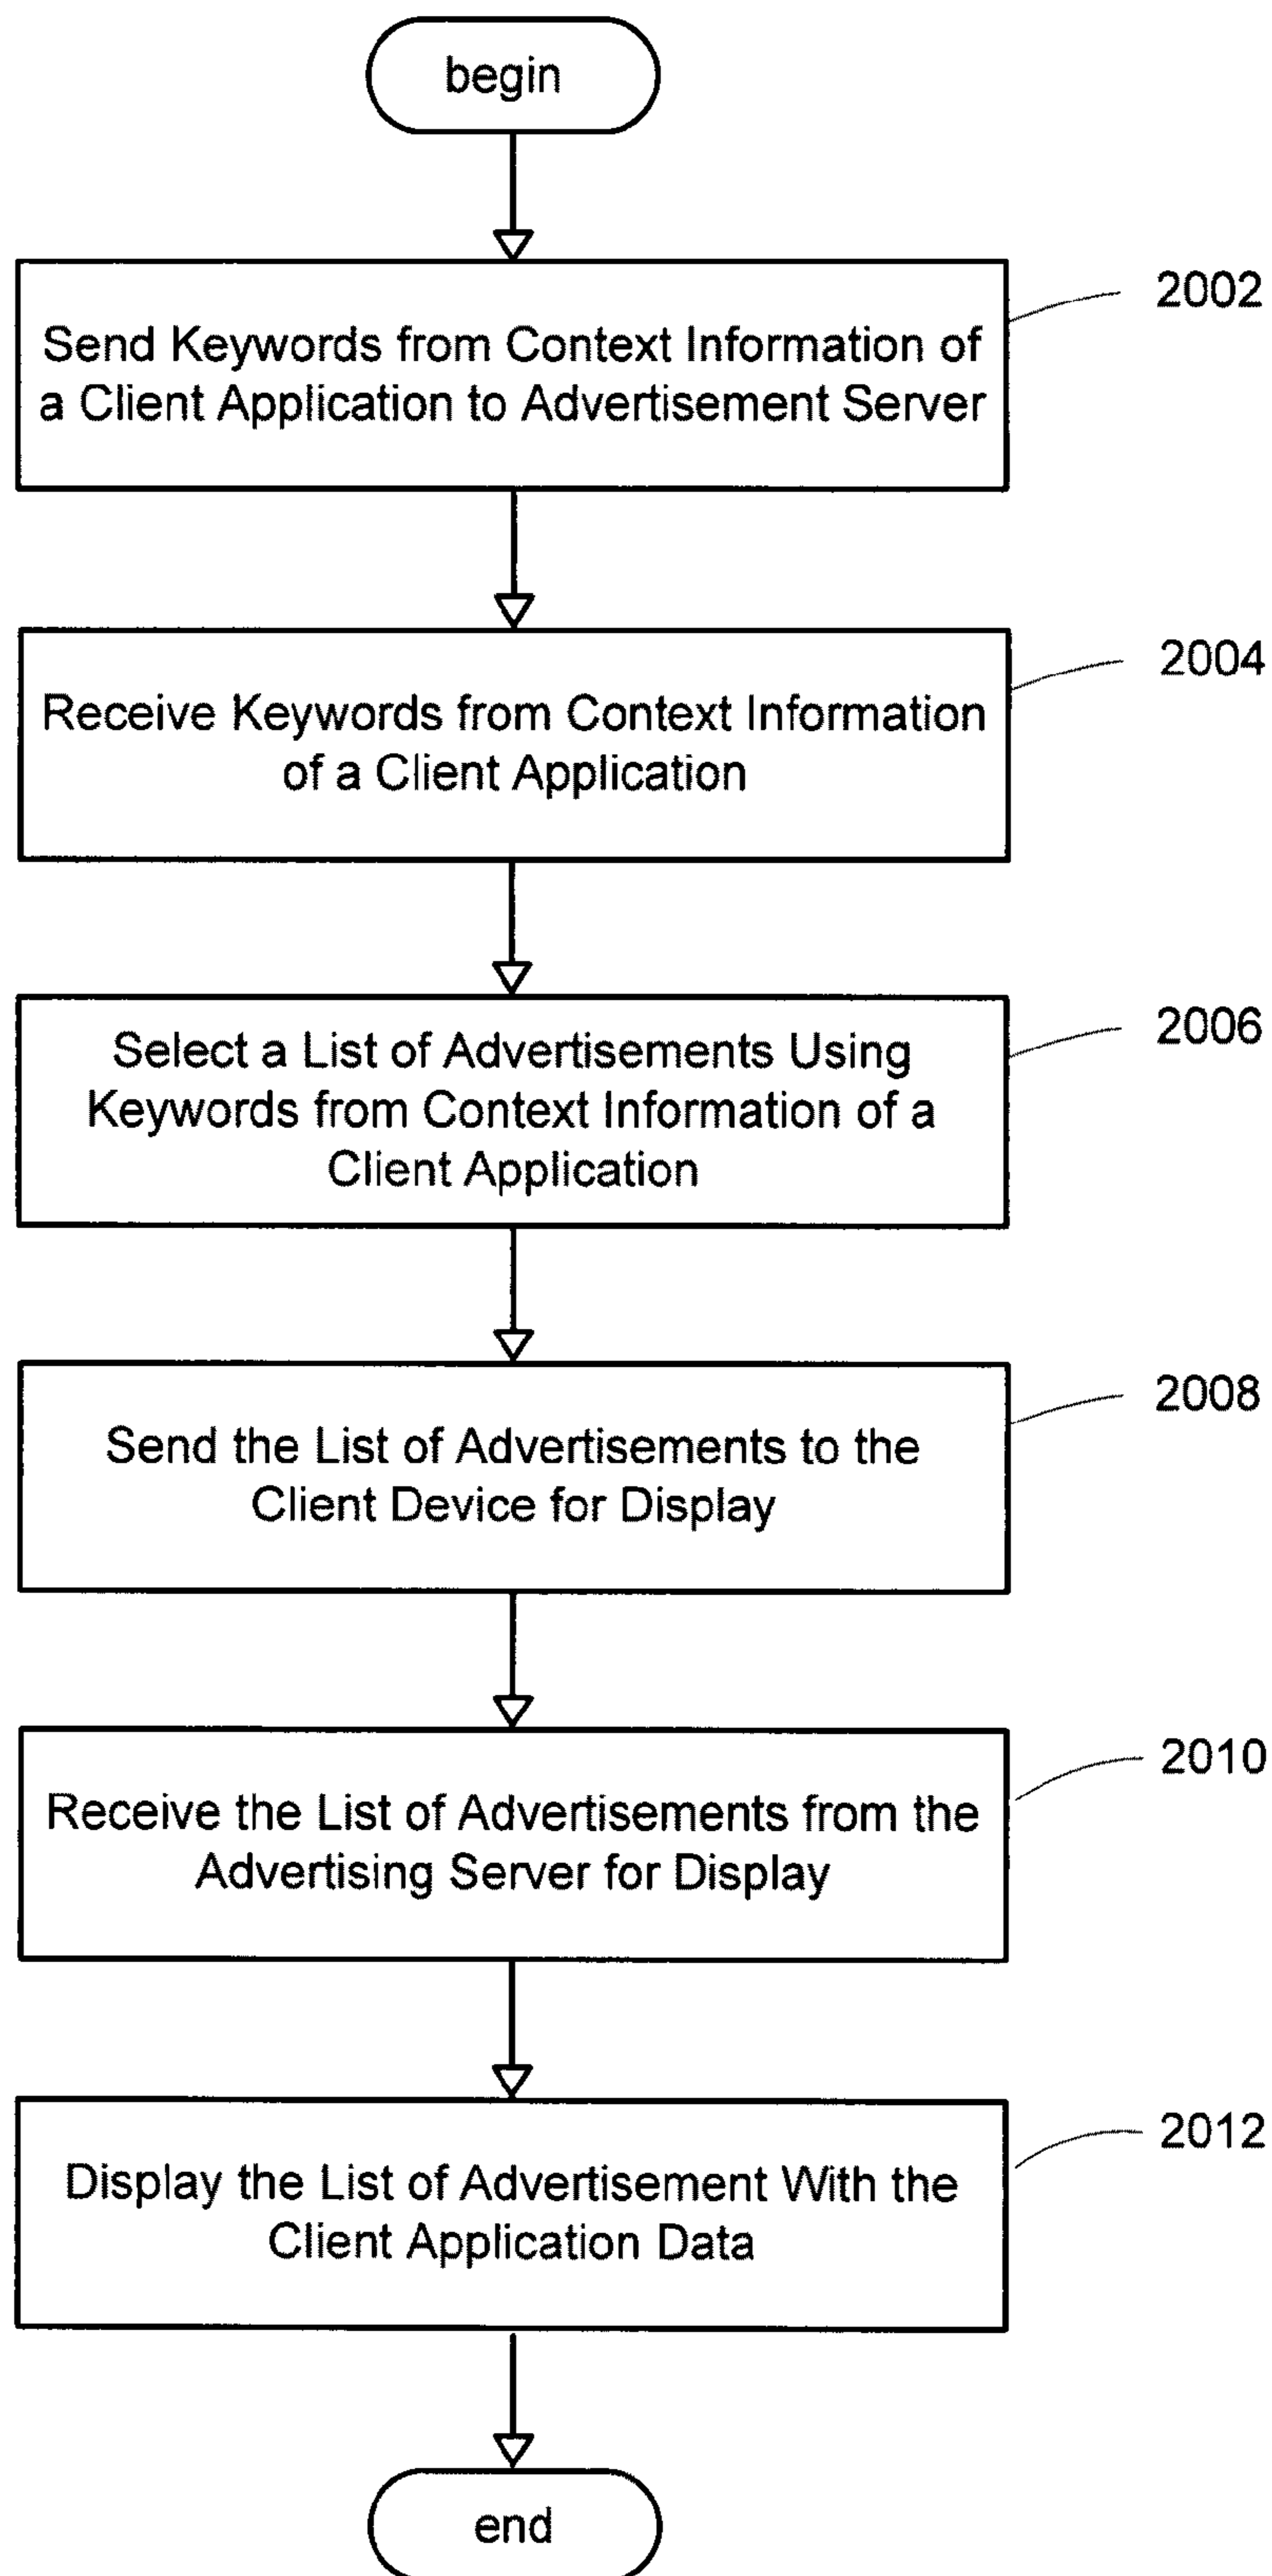 begin
2002
Send Keywords from Context Information of
a Client Application to Advertisement Server
2004
Receive Keywords from Context Information
of a Client Application
2006
Select a List of Advertisements Using
Keywords from Context Information of a
Client Application
2008
Send the List of Advertisements to the
Client Device for Display
2010
Receive the List of Advertisements from the
Advertising Server for Display
2012
Display the List of Advertisement With the
Client Application Data
end